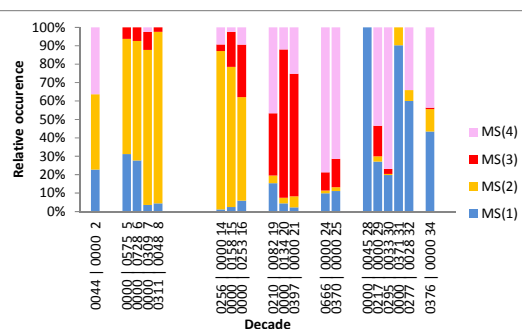 100%
90%
80%
70%
60%
50%
40%
30%
20%
10%
0%
Relative occurence
MS(4)
MS(3)
MS(2)
MS(1)
0044 | 0000 2
0000 | 0575 5
0000 | 0728 6
0000 | 0309 7
0311 | 0048 8
0256 | 0000 14
0000 | 0158 15
0000 | 0253 16
0210 | 0082 19
0000 | 0134 20
0397 | 0000 21
0666 | 0000 24
0370 | 0000 25
0000 | 0045 28
0217 | 0000 29
0295 | 0033 30
0000 | 0371 31
0277 | 0028 32
0376 | 0000 34
Decade